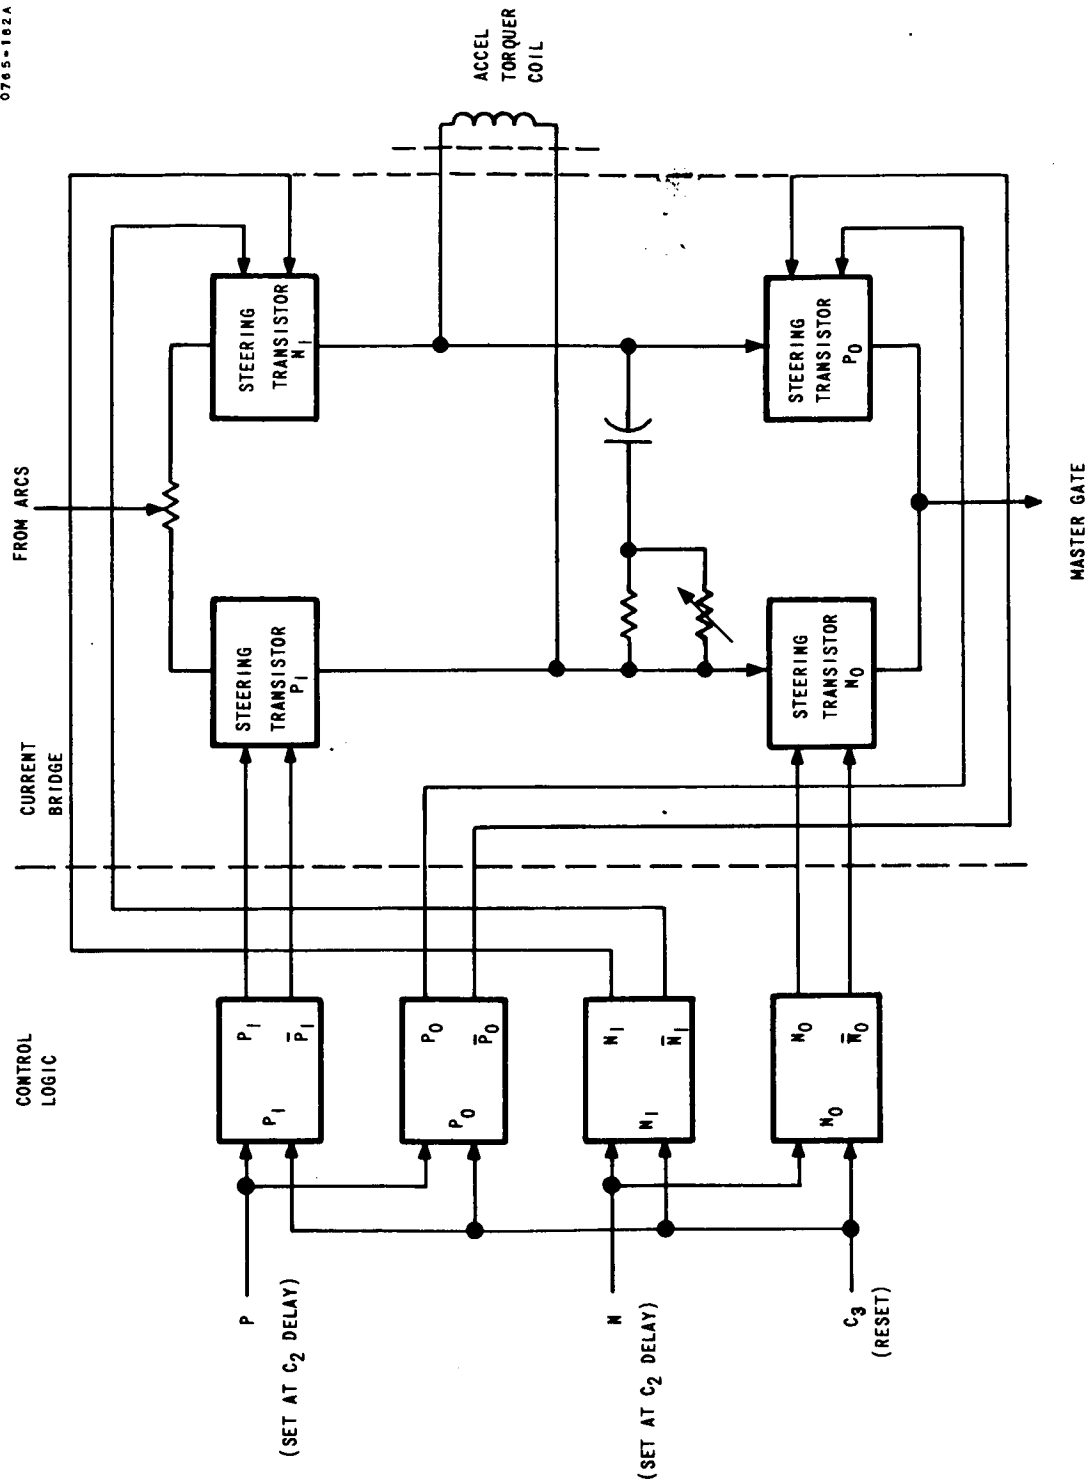 0765-182A
CONTROL
LOGIC
CURRENT
BRIDGE
FROM ARCS
P
(SET AT C₂ DELAY)
N
(SET AT C₂ DELAY)
C₃
(RESET)
P₁
P₁
P̅₁
P₀
P₀
P̅₀
N₁
N₁
N̅₁
N₀
N₀
N̅₀
STEERING
TRANSISTOR
P₁
STEERING
TRANSISTOR
N₁
STEERING
TRANSISTOR
N₀
STEERING
TRANSISTOR
P₀
ACCEL
TORQUER
COIL
MASTER GATE